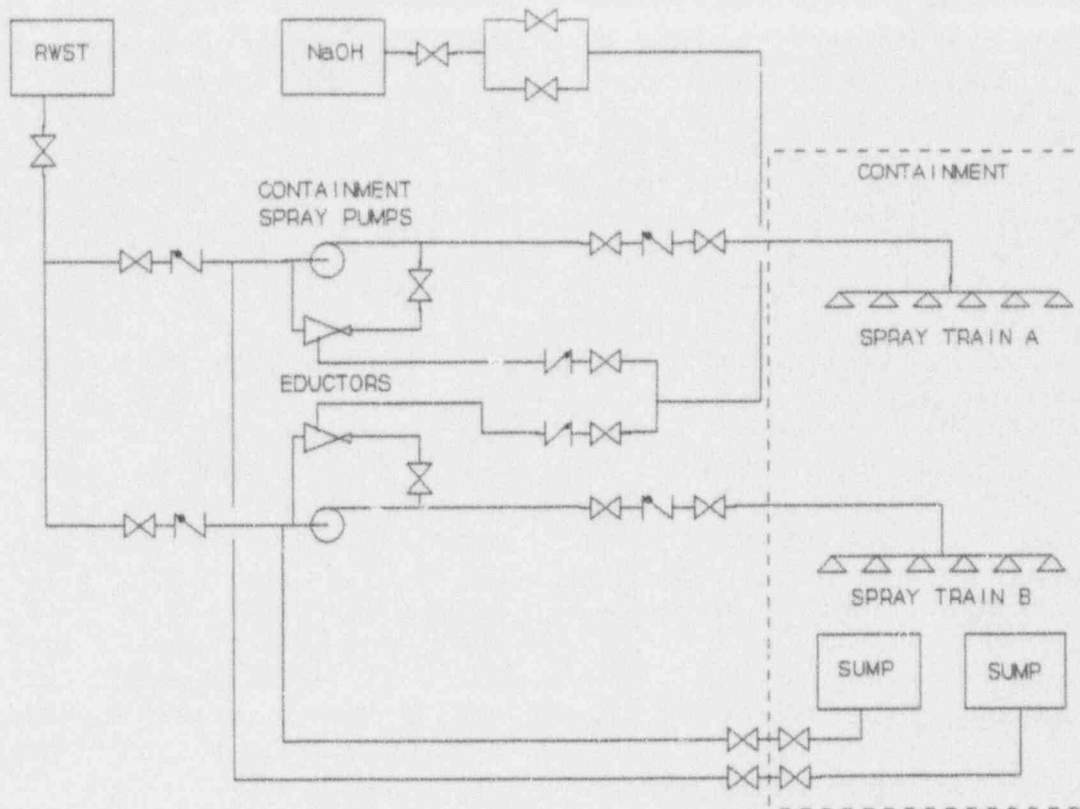 RWST
NaOH
CONTAINMENT
CONTAINMENT
SPRAY PUMPS
SPRAY TRAIN A
EDUCTORS
SPRAY TRAIN B
SUMP
SUMP